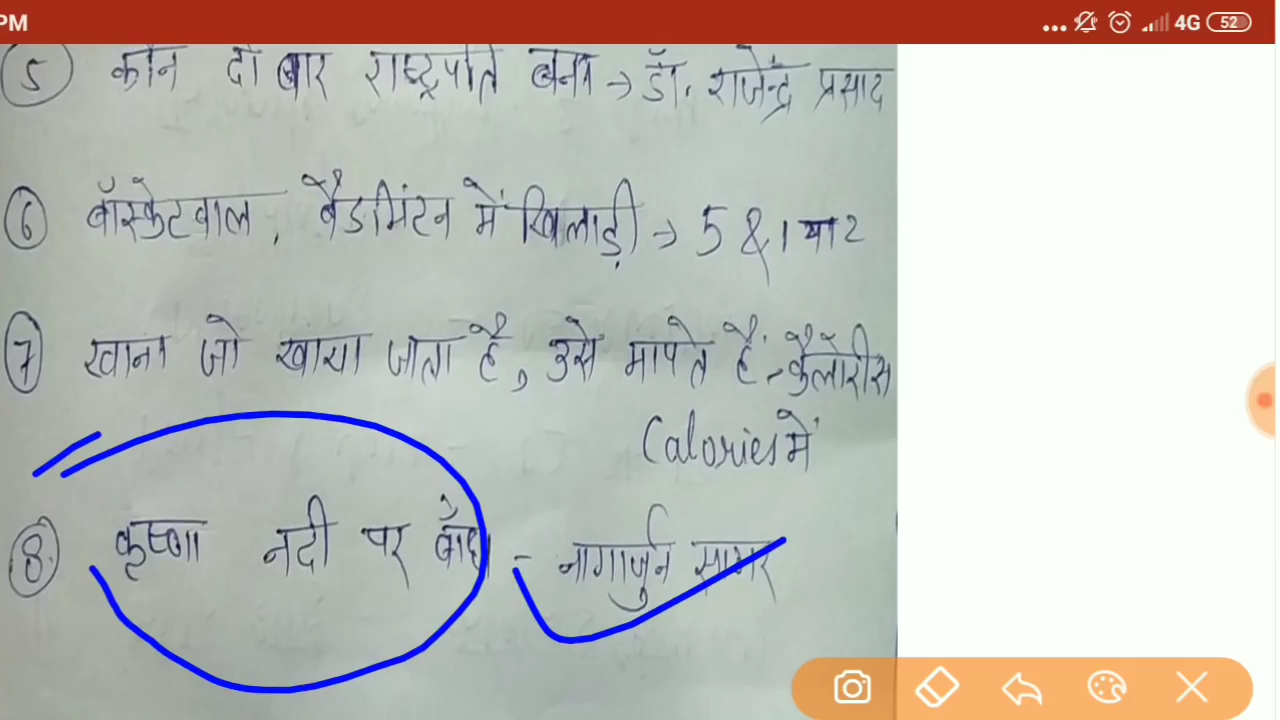 PM ... 4G 52
5 कौन दो बार राष्ट्रपति बना → डॉ. राजेन्द्र प्रसाद
6 बॉस्केटवाल, बैडमिंटन में खिलाड़ी → 5 & 1 या 2
7 खाना जो खाया जाता है, उसे मापते हैं - कैलोरीस
Calories में
8 कृष्णा नदी पर बाँध - नागार्जुन सागर